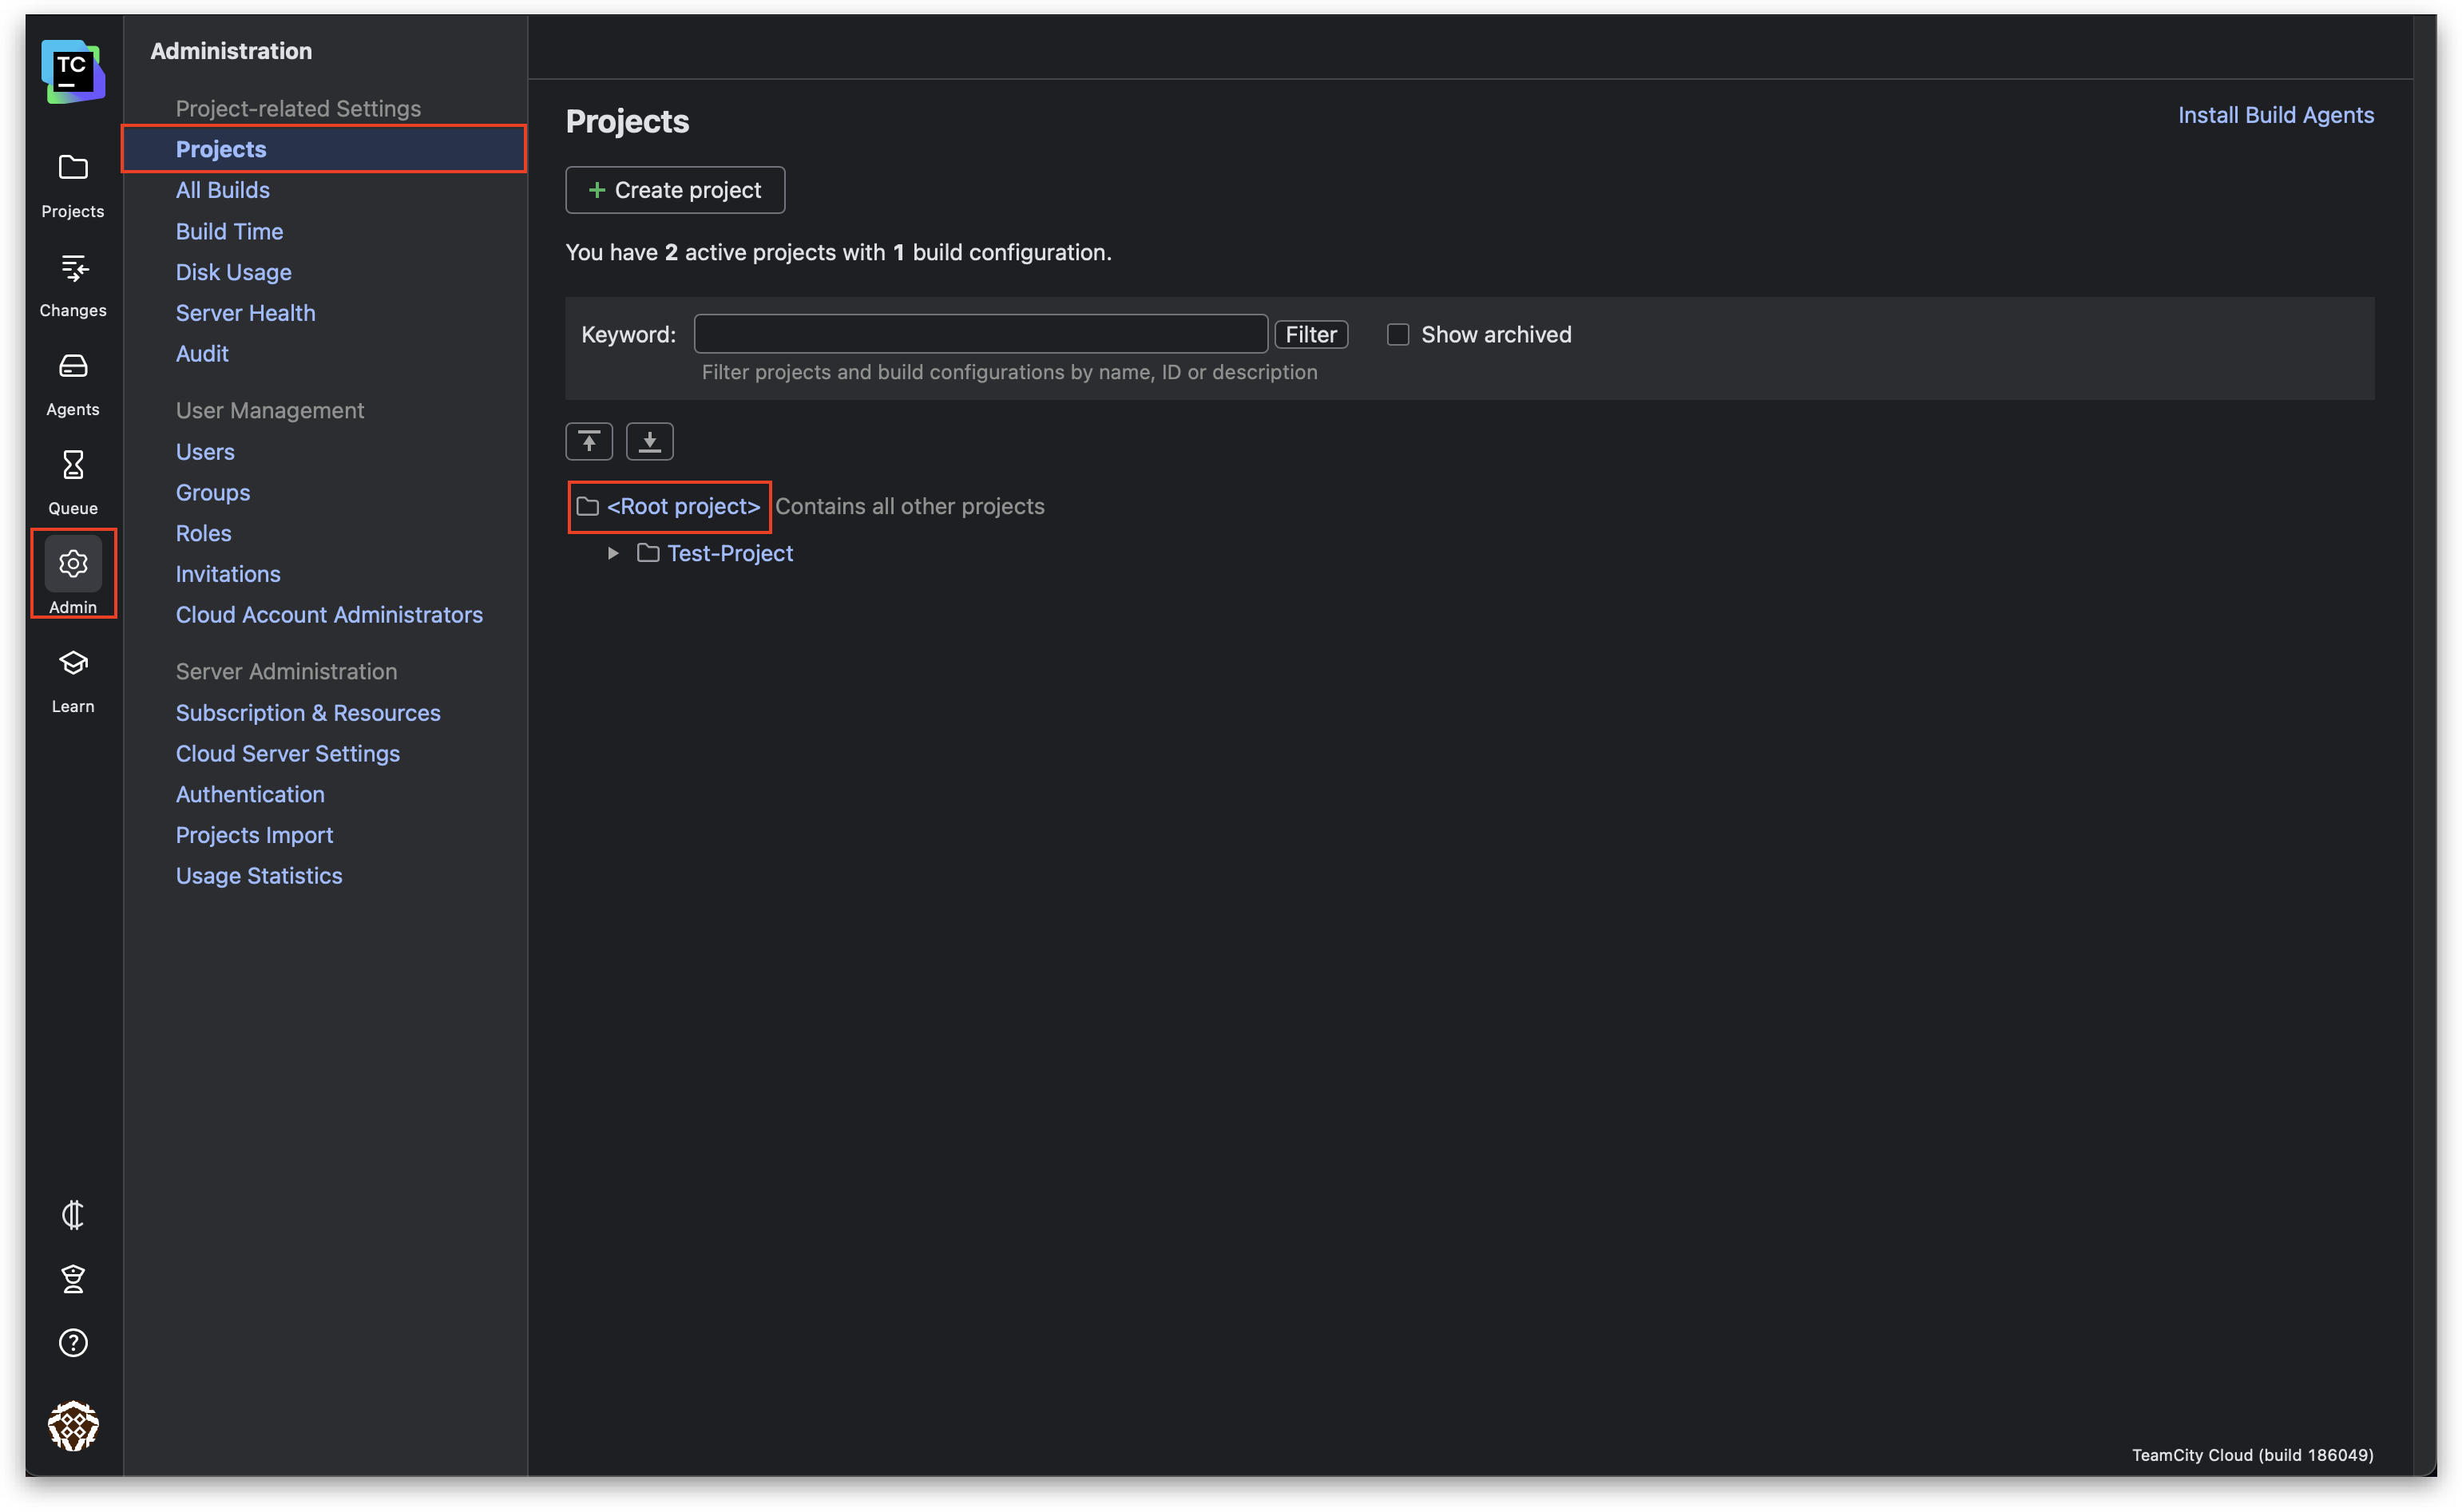 TC
Projects
Changes
Agents
Queue
Admin
Learn
Administration
Project-related Settings
Projects
All Builds
Build Time
Disk Usage
Server Health
Audit
User Management
Users
Groups
Roles
Invitations
Cloud Account Administrators
Server Administration
Subscription & Resources
Cloud Server Settings
Authentication
Projects Import
Usage Statistics
Projects
Install Build Agents
+ Create project
You have 2 active projects with 1 build configuration.
Keyword: Filter Show archived
Filter projects and build configurations by name, ID or description
<Root project> Contains all other projects
Test-Project
TeamCity Cloud (build 186049)